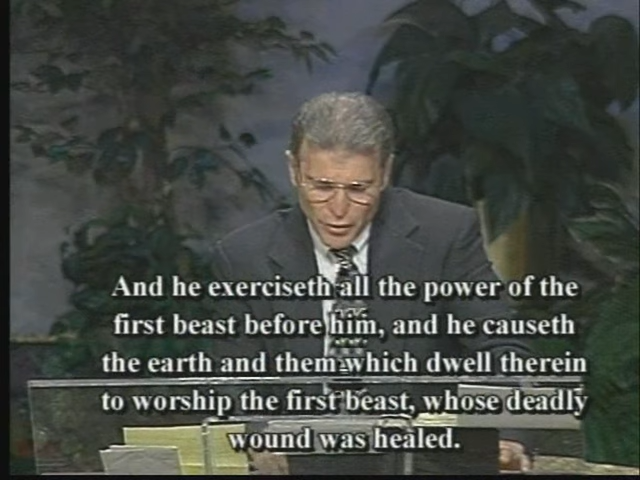 And he exerciseth all the power of the
first beast before him, and he causeth
the earth and them which dwell therein
to worship the first beast, whose deadly
wound was healed.